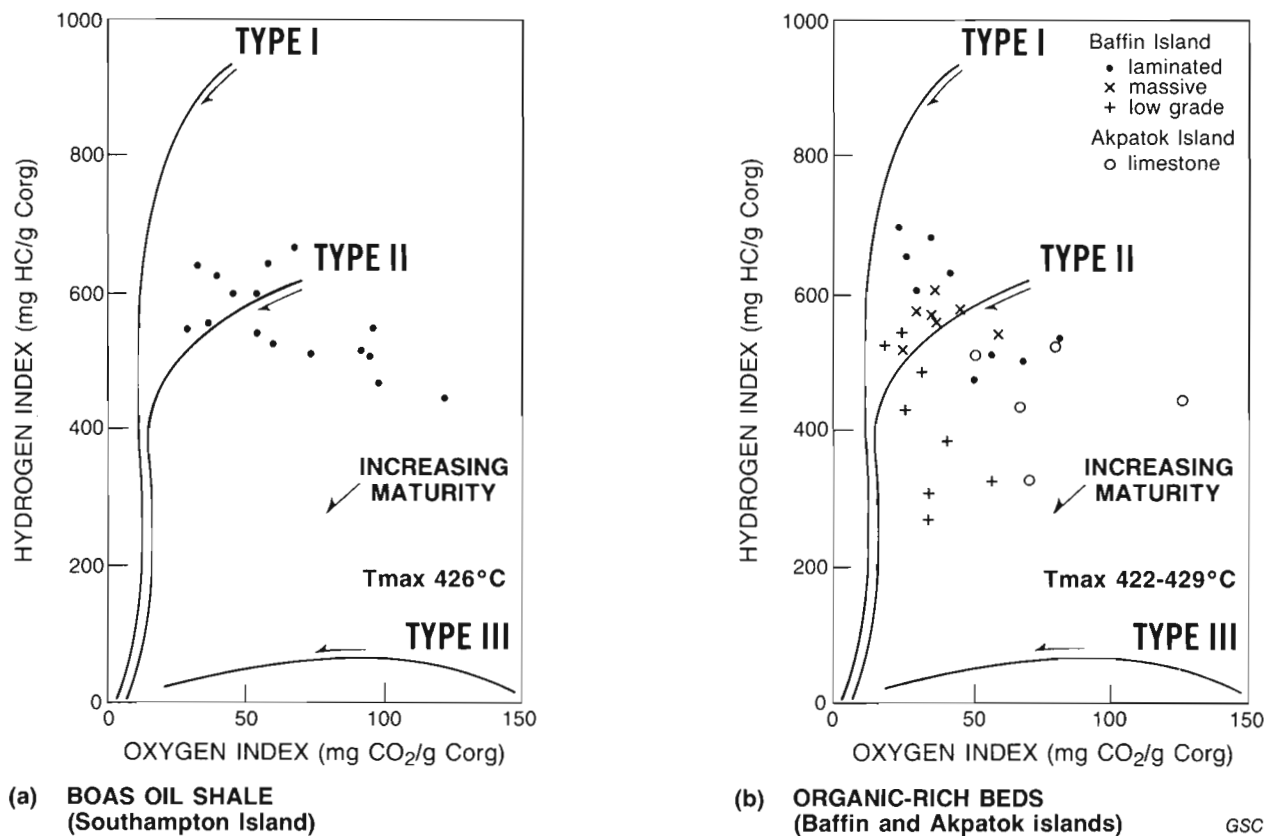 1000
800
600
400
200
0
0
50
100
150
HYDROGEN INDEX (mg HC/g Corg)
OXYGEN INDEX (mg CO₂/g Corg)
TYPE I
TYPE II
INCREASING
MATURITY
Tmax 426°C
TYPE III
(a) BOAS OIL SHALE
(Southampton Island)
1000
800
600
400
200
0
0
50
100
150
HYDROGEN INDEX (mg HC/g Corg)
OXYGEN INDEX (mg CO₂/g Corg)
TYPE I
Baffin Island
• laminated
× massive
+ low grade
Akpatok Island
○ limestone
TYPE II
INCREASING
MATURITY
Tmax 422-429°C
TYPE III
(b) ORGANIC-RICH BEDS
(Baffin and Akpatok islands)
GSC